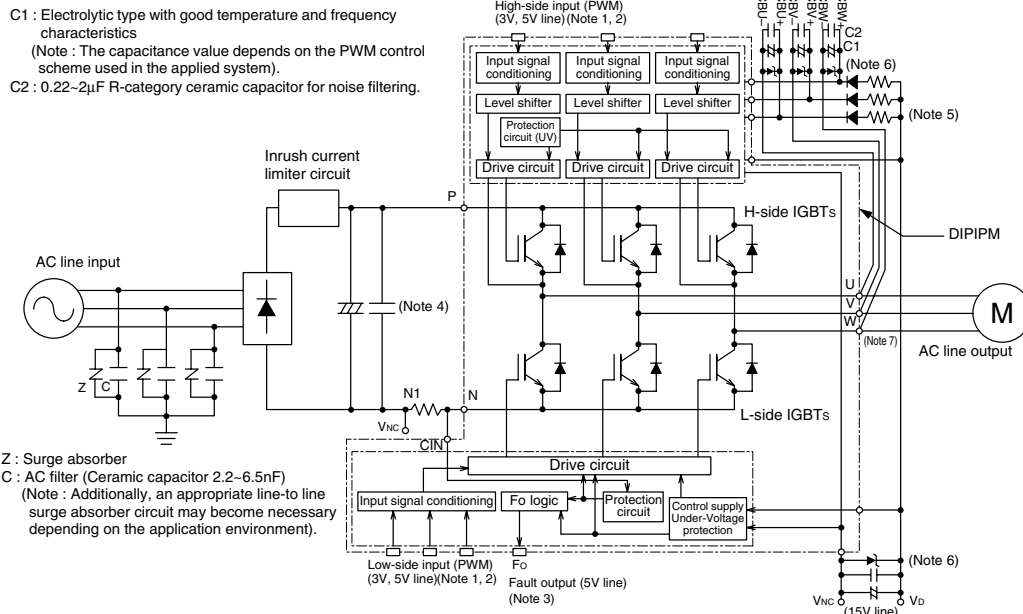 C1 : Electrolytic type with good temperature and frequency
characteristics
(Note : The capacitance value depends on the PWM control
scheme used in the applied system).
C2 : 0.22~2μF R-category ceramic capacitor for noise filtering.
High-side input (PWM)
(3V, 5V line)(Note 1, 2)
C2
C1
(Note 6)
(Note 5)
Input signal
conditioning
Input signal
conditioning
Input signal
conditioning
Level shifter
Level shifter
Level shifter
Protection
circuit (UV)
Drive circuit
Drive circuit
Drive circuit
Inrush current
limiter circuit
P
H-side IGBTS
DIPIPM
AC line input
(Note 4)
U
V
W
(Note 7)
M
AC line output
Z
C
N1
N
VNC
CIN
L-side IGBTS
Z : Surge absorber
C : AC filter (Ceramic capacitor 2.2~6.5nF)
(Note : Additionally, an appropriate line-to line
surge absorber circuit may become necessary
depending on the application environment).
Drive circuit
Input signal conditioning
Fo logic
Protection
circuit
Control supply
Under-Voltage
protection
Low-side input (PWM)
(3V, 5V line)(Note 1, 2)
FO
Fault output (5V line)
(Note 3)
(Note 6)
VNC
VD
(15V line)